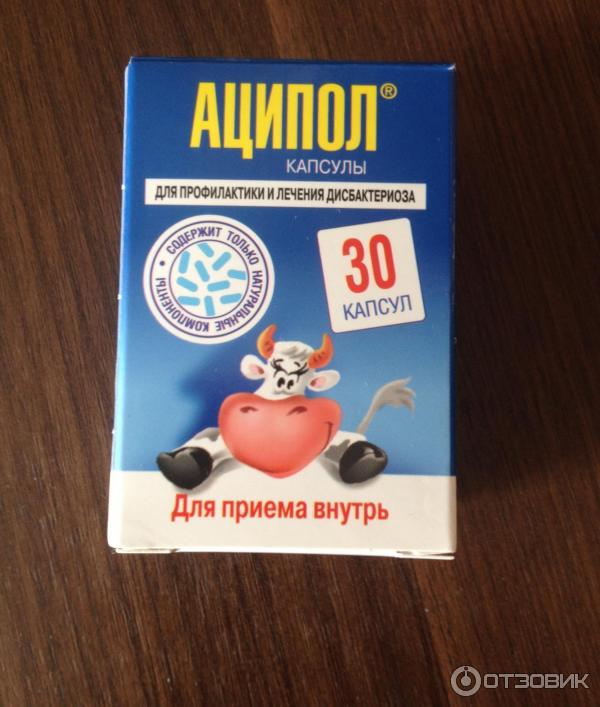 АЦИПОЛ®
КАПСУЛЫ
ДЛЯ ПРОФИЛАКТИКИ И ЛЕЧЕНИЯ ДИСБАКТЕРИОЗА
• СОДЕРЖИТ ТОЛЬКО НАТУРАЛЬНЫЕ КОМПОНЕНТЫ
30
КАПСУЛ
Для приема внутрь
ОТЗОВИК